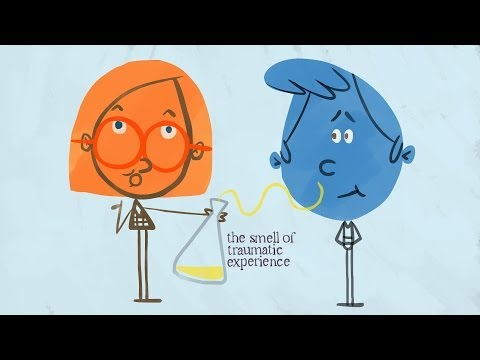 the smell of
traumatic
experience